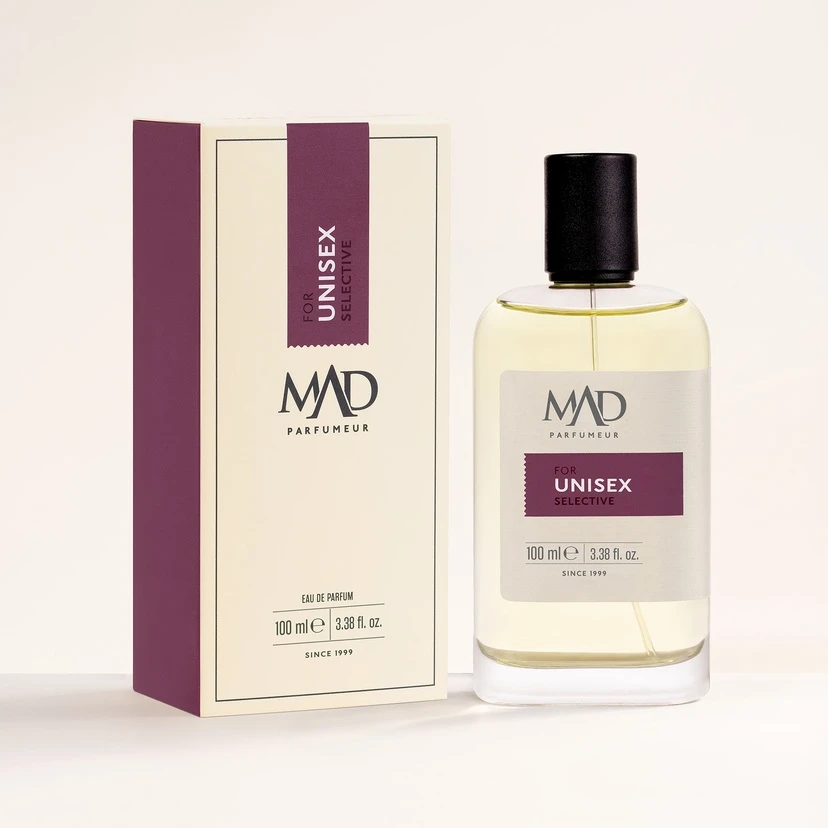 FOR
UNISEX
SELECTIVE
MAD
PARFUMEUR
EAU DE PARFUM
100 ml e 3.38 fl. oz.
SINCE 1999
MAD
PARFUMEUR
FOR
UNISEX
SELECTIVE
100 ml e 3.38 fl. oz.
SINCE 1999